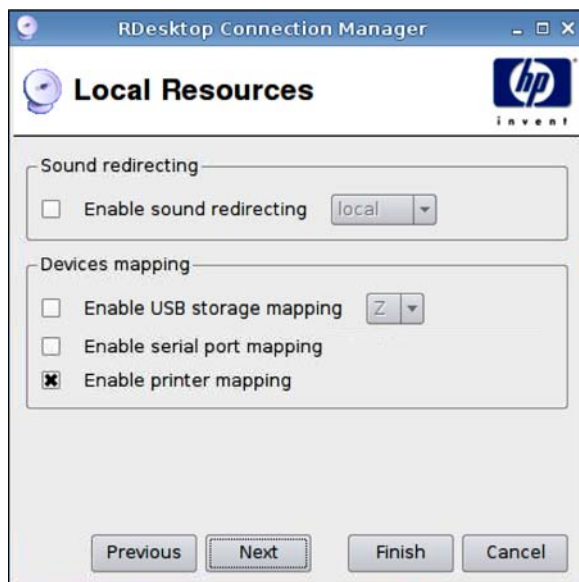 RDesktop Connection Manager
Local Resources
hp
invent
Sound redirecting
Enable sound redirecting local
Devices mapping
Enable USB storage mapping Z
Enable serial port mapping
Enable printer mapping
Previous Next Finish Cancel